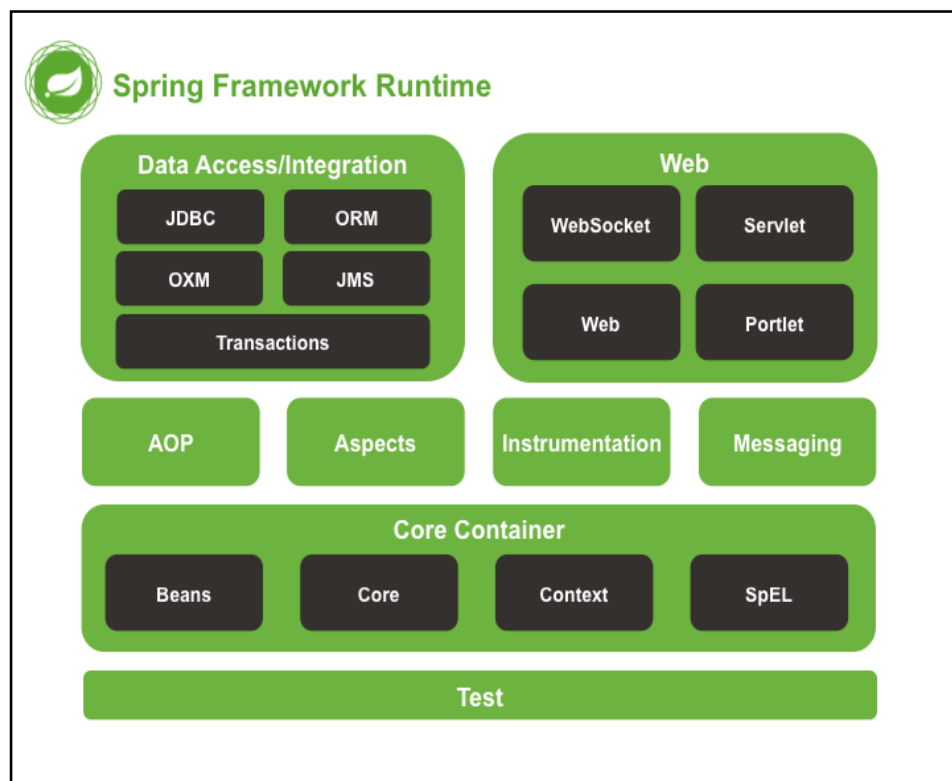 Spring Framework Runtime
Data Access/Integration
JDBC
ORM
OXM
JMS
Transactions
Web
WebSocket
Servlet
Web
Portlet
AOP
Aspects
Instrumentation
Messaging
Core Container
Beans
Core
Context
SpEL
Test